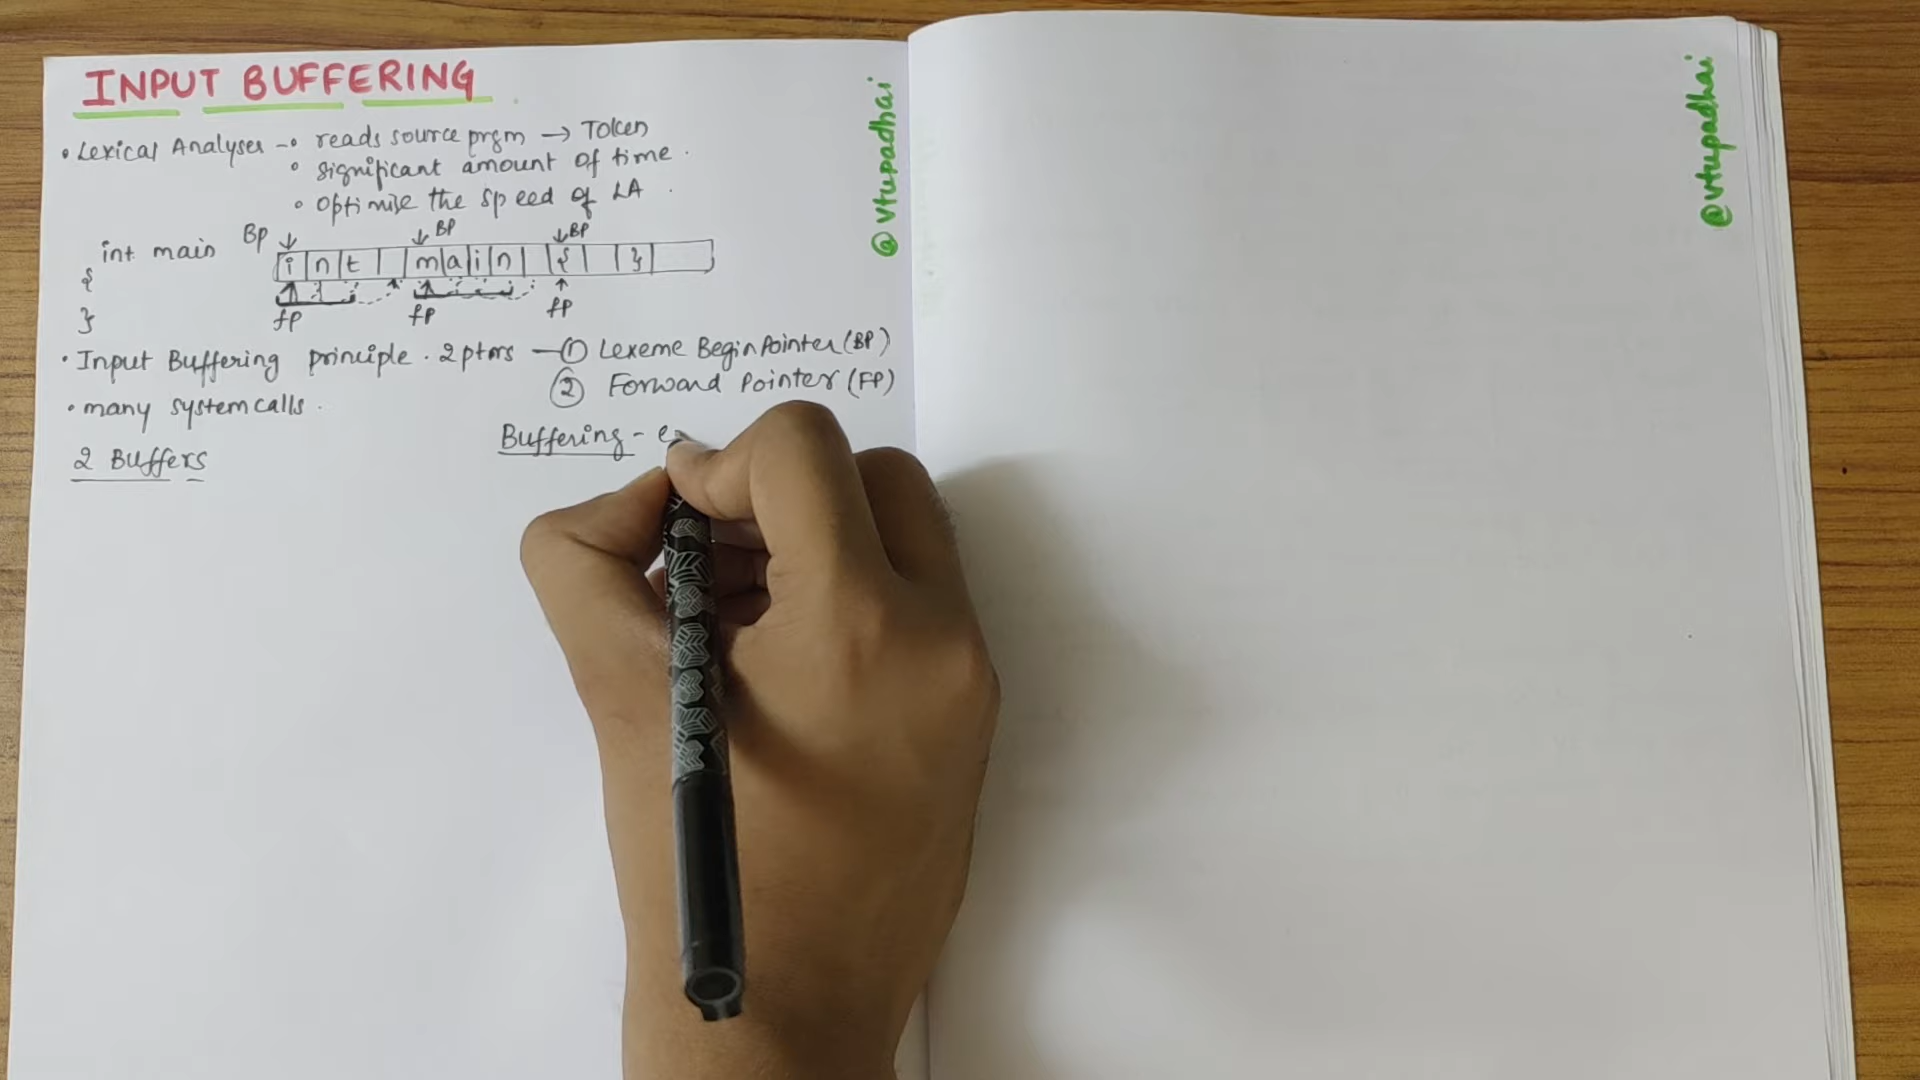 INPUT BUFFERING
• Lexical Analyses - • reads source prgm → Token
• significant amount of time.
• Optimise the speed of LA.
int main
{
}
BP BP BP
i n t m a i n { }
fp fp fp
• Input Buffering principle. 2 ptrs — ① Lexeme Begin Pointer (BP)
② Forward Pointer (FP)
• many system calls.
Buffering -
2 Buffers
@vtupadhai
@vtupadhai